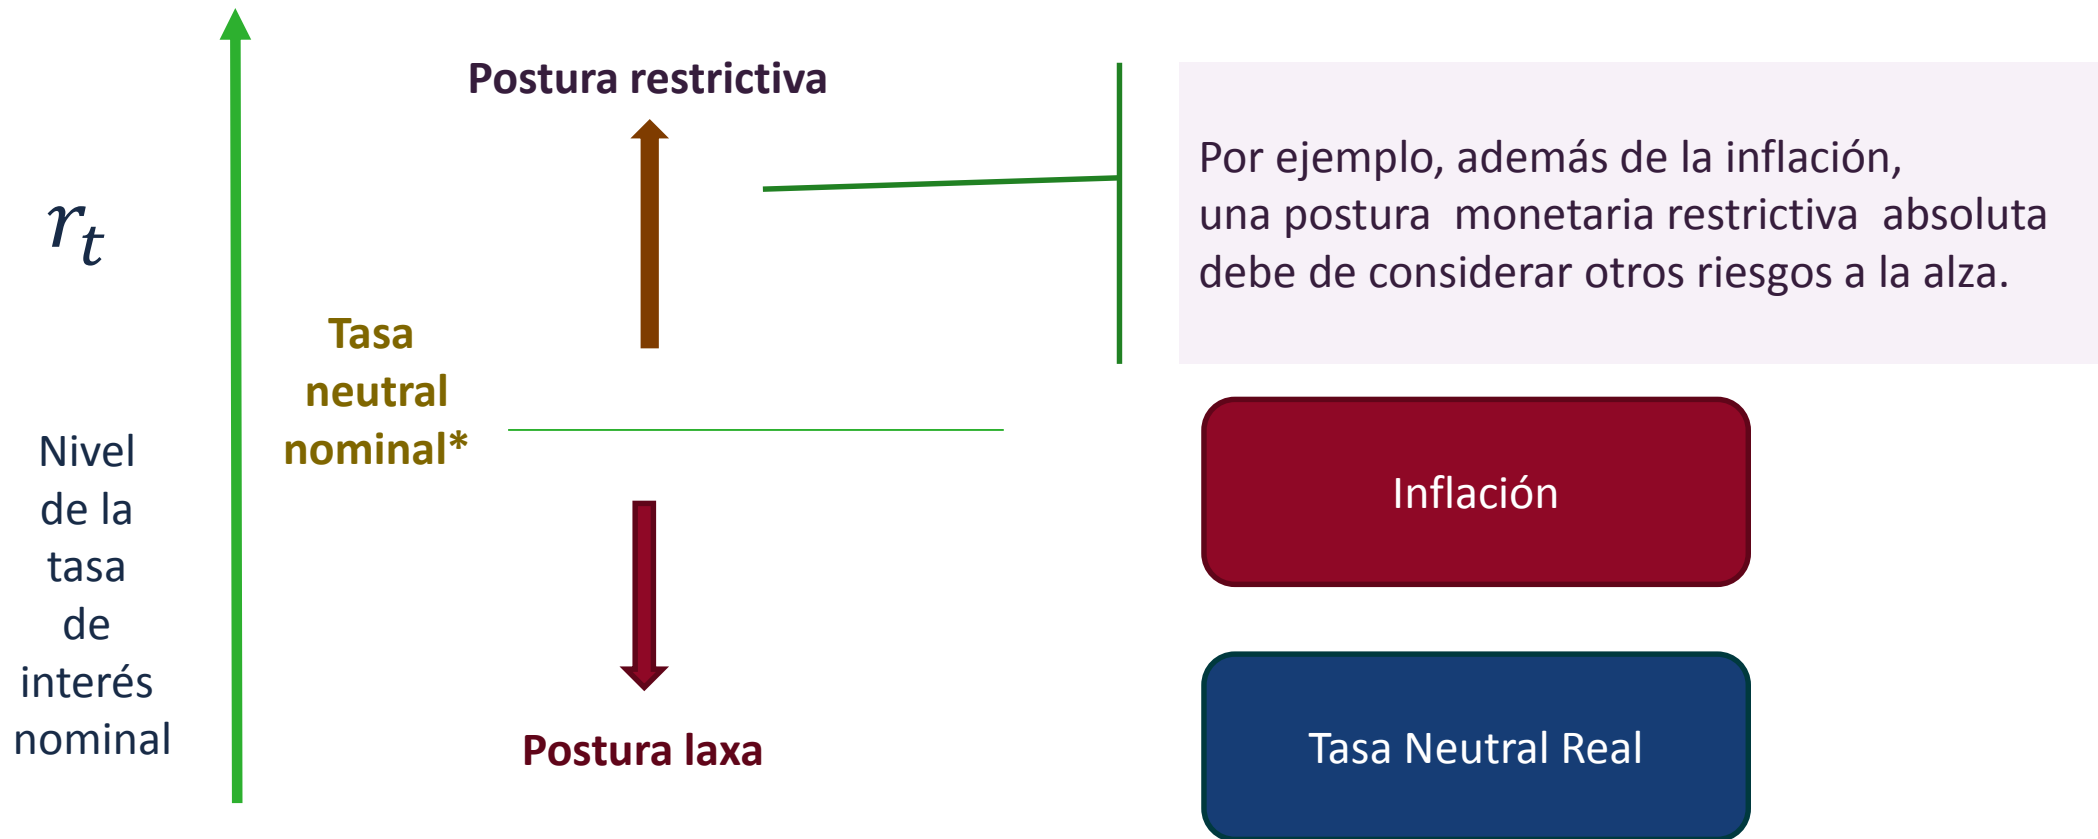 Postura restrictiva
Por ejemplo, además de la inflación,
una postura  monetaria restrictiva  absoluta
debe de considerar otros riesgos a la alza.
r_t
Tasa
neutral
nominal*
Nivel
de la
tasa
de
interés
nominal
Inflación
Postura laxa
Tasa Neutral Real